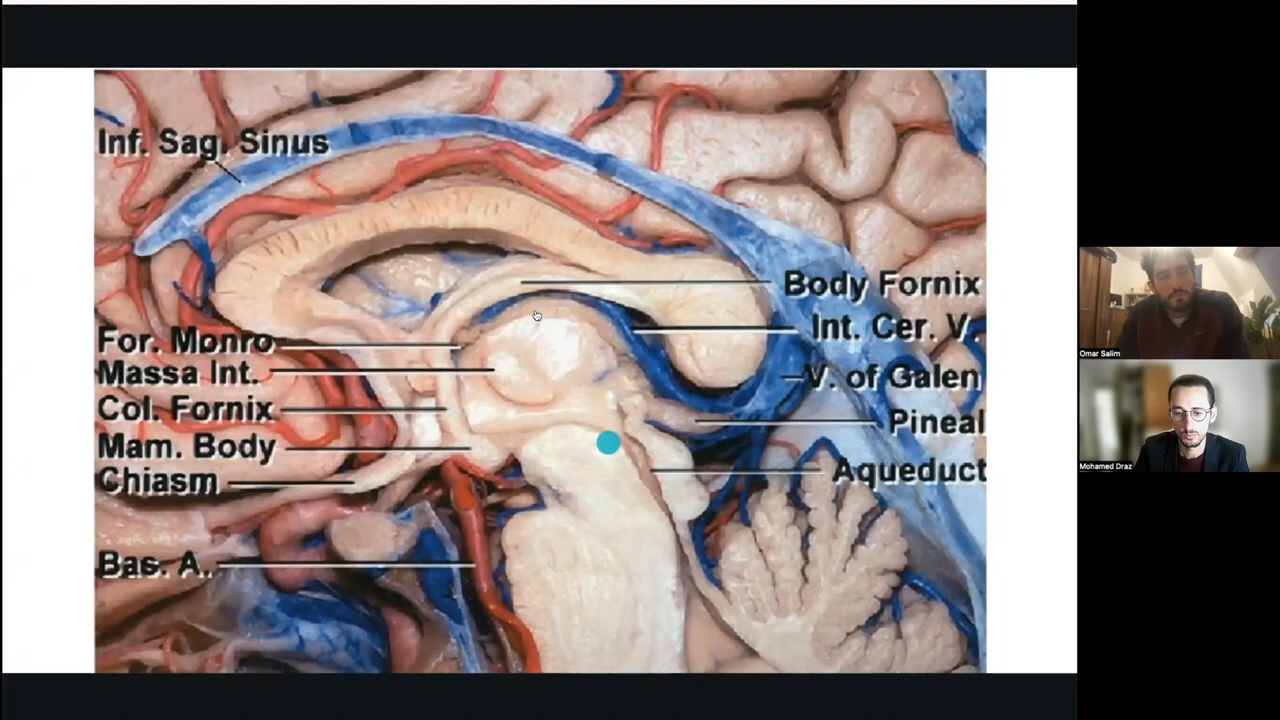 Inf. Sag. Sinus
Body Fornix
Int. Cer. V.
For. Monro
Massa Int.
V. of Galen
Col. Fornix
Pineal
Mam. Body
Aqueduct
Chiasm
Bas. A.
Omar Salim
Mohamed Draz